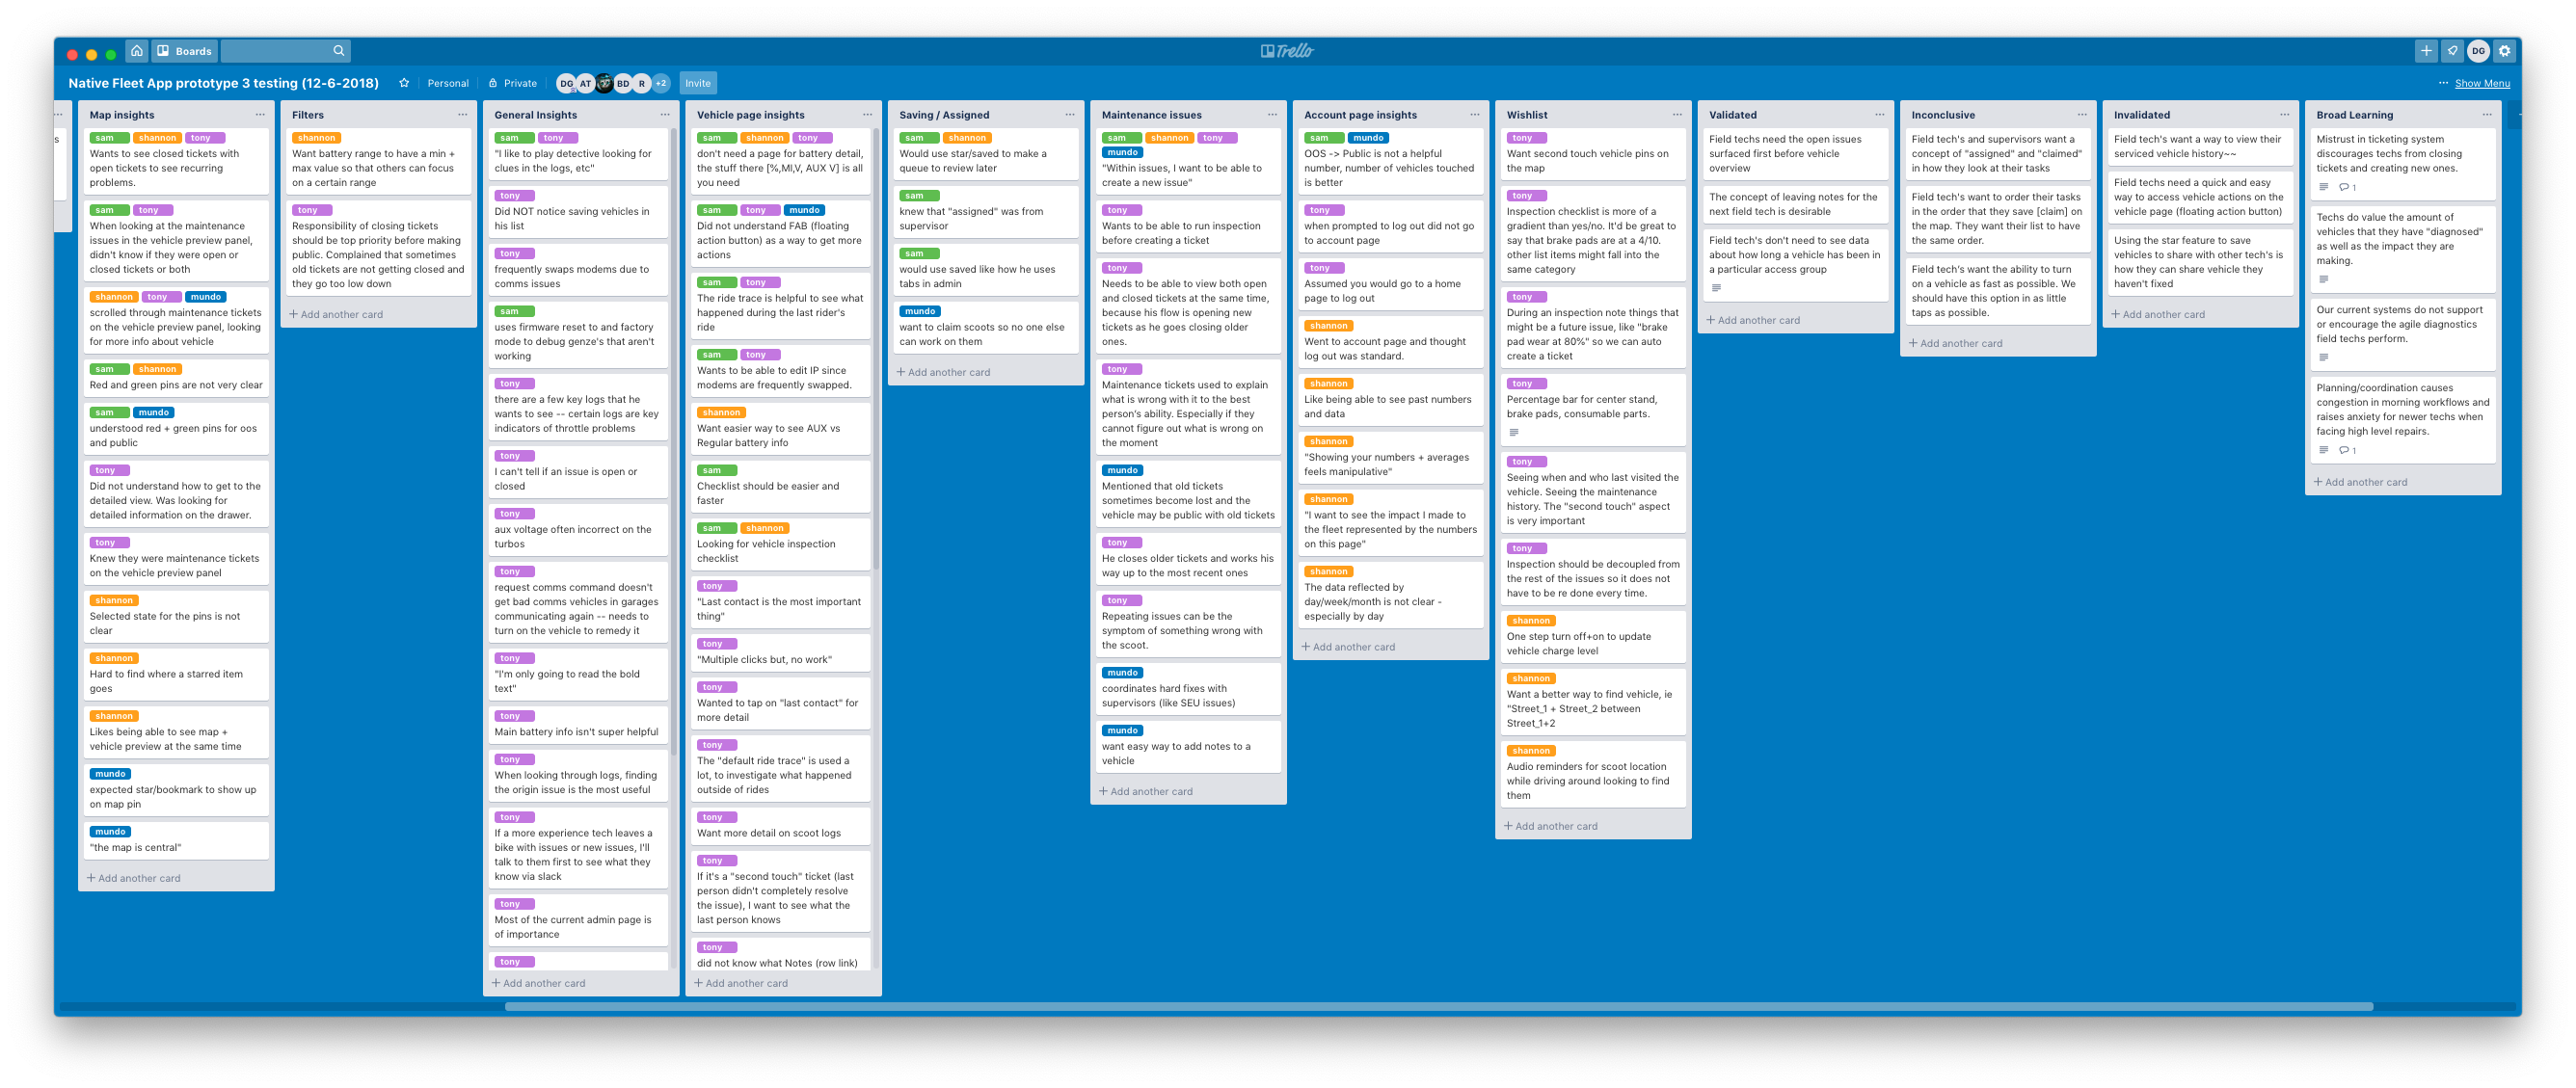 Boards
Trello
DG
Native Fleet App prototype 3 testing (12-6-2018)
Personal
Private
DG
AT
BD
R
+2
Invite
Show Menu
s
Map insights
sam shannon tony
Wants to see closed tickets with
open tickets to see recurring
problems.
sam tony
When looking at the maintenance
issues in the vehicle preview panel,
didn't know if they were open or
closed tickets or both
shannon tony mundo
scrolled through maintenance tickets
on the vehicle preview panel, looking
for more info about vehicle
sam shannon
Red and green pins are not very clear
sam mundo
understood red + green pins for oos
and public
tony
Did not understand how to get to the
detailed view. Was looking for
detailed information on the drawer.
tony
Knew they were maintenance tickets
on the vehicle preview panel
shannon
Selected state for the pins is not
clear
shannon
Hard to find where a starred item
goes
shannon
Likes being able to see map +
vehicle preview at the same time
mundo
expected star/bookmark to show up
on map pin
mundo
"the map is central"
+ Add another card
Filters
shannon
Want battery range to have a min +
max value so that others can focus
on a certain range
tony
Responsibility of closing tickets
should be top priority before making
public. Complained that sometimes
old tickets are not getting closed and
they go too low down
+ Add another card
General Insights
sam tony
"I like to play detective looking for
clues in the logs, etc"
tony
Did NOT notice saving vehicles in
his list
tony
frequently swaps modems due to
comms issues
sam
uses firmware reset to and factory
mode to debug genze's that aren't
working
tony
there are a few key logs that he
wants to see -- certain logs are key
indicators of throttle problems
tony
I can't tell if an issue is open or
closed
tony
aux voltage often incorrect on the
turbos
tony
request comms command doesn't
get bad comms vehicles in garages
communicating again -- needs to
turn on the vehicle to remedy it
tony
"I'm only going to read the bold
text"
tony
Main battery info isn't super helpful
tony
When looking through logs, finding
the origin issue is the most useful
tony
If a more experience tech leaves a
bike with issues or new issues, I'll
talk to them first to see what they
know via slack
tony
Most of the current admin page is
of importance
tony
+ Add another card
Vehicle page insights
sam shannon tony
don't need a page for battery detail,
the stuff there [%,MI,V, AUX V] is all
you need
sam tony mundo
Did not understand FAB (floating
action button) as a way to get more
actions
sam tony
The ride trace is helpful to see what
happened during the last rider's
ride
sam tony
Wants to be able to edit IP since
modems are frequently swapped.
shannon
Want easier way to see AUX vs
Regular battery info
sam
Checklist should be easier and
faster
sam shannon
Looking for vehicle inspection
checklist
tony
"Last contact is the most important
thing"
tony
"Multiple clicks but, no work"
tony
Wanted to tap on "last contact" for
more detail
tony
The "default ride trace" is used a
lot, to investigate what happened
outside of rides
tony
Want more detail on scoot logs
tony
If it's a "second touch" ticket (last
person didn't completely resolve
the issue), I want to see what the
last person knows
tony
did not know what Notes (row link)
+ Add another card
Saving / Assigned
sam shannon
Would use star/saved to make a
queue to review later
sam
knew that "assigned" was from
supervisor
sam
would use saved like how he uses
tabs in admin
mundo
want to claim scoots so no one else
can work on them
+ Add another card
Maintenance issues
sam shannon tony
mundo
"Within issues, I want to be able to
create a new issue"
tony
Wants to be able to run inspection
before creating a ticket
tony
Needs to be able to view both open
and closed tickets at the same time,
because his flow is opening new
tickets as he goes closing older
ones.
tony
Maintenance tickets used to explain
what is wrong with it to the best
person's ability. Especially if they
cannot figure out what is wrong on
the moment
mundo
Mentioned that old tickets
sometimes become lost and the
vehicle may be public with old tickets
tony
He closes older tickets and works his
way up to the most recent ones
tony
Repeating issues can be the
symptom of something wrong with
the scoot.
mundo
coordinates hard fixes with
supervisors (like SEU issues)
mundo
want easy way to add notes to a
vehicle
+ Add another card
Account page insights
sam mundo
OOS -> Public is not a helpful
number, number of vehicles touched
is better
tony
when prompted to log out did not go
to account page
tony
Assumed you would go to a home
page to log out
shannon
Went to account page and thought
log out was standard.
shannon
Like being able to see past numbers
and data
shannon
"Showing your numbers + averages
feels manipulative"
shannon
"I want to see the impact I made to
the fleet represented by the numbers
on this page"
shannon
The data reflected by
day/week/month is not clear -
especially by day
+ Add another card
Wishlist
tony
Want second touch vehicle pins on
the map
tony
Inspection checklist is more of a
gradient than yes/no. It'd be great to
say that brake pads are at a 4/10.
other list items might fall into the
same category
tony
During an inspection note things that
might be a future issue, like "brake
pad wear at 80%" so we can auto
create a ticket
tony
Percentage bar for center stand,
brake pads, consumable parts.
tony
Seeing when and who last visited the
vehicle. Seeing the maintenance
history. The "second touch" aspect
is very important
tony
Inspection should be decoupled from
the rest of the issues so it does not
have to be re done every time.
shannon
One step turn off+on to update
vehicle charge level
shannon
Want a better way to find vehicle, ie
"Street_1 + Street_2 between
Street_1+2
shannon
Audio reminders for scoot location
while driving around looking to find
them
+ Add another card
Validated
Field techs need the open issues
surfaced first before vehicle
overview
The concept of leaving notes for the
next field tech is desirable
Field tech's don't need to see data
about how long a vehicle has been in
a particular access group
+ Add another card
Inconclusive
Field tech's and supervisors want a
concept of "assigned" and "claimed"
in how they look at their tasks
Field tech's want to order their tasks
in the order that they save [claim] on
the map. They want their list to have
the same order.
Field tech's want the ability to turn
on a vehicle as fast as possible. We
should have this option in as little
taps as possible.
+ Add another card
Invalidated
Field tech's want a way to view their
serviced vehicle history~~
Field techs need a quick and easy
way to access vehicle actions on the
vehicle page (floating action button)
Using the star feature to save
vehicles to share with other tech's is
how they can share vehicle they
haven't fixed
+ Add another card
Broad Learning
Mistrust in ticketing system
discourages techs from closing
tickets and creating new ones.
1
Techs do value the amount of
vehicles that they have "diagnosed"
as well as the impact they are
making.
Our current systems do not support
or encourage the agile diagnostics
field techs perform.
Planning/coordination causes
congestion in morning workflows and
raises anxiety for newer techs when
facing high level repairs.
1
+ Add another card